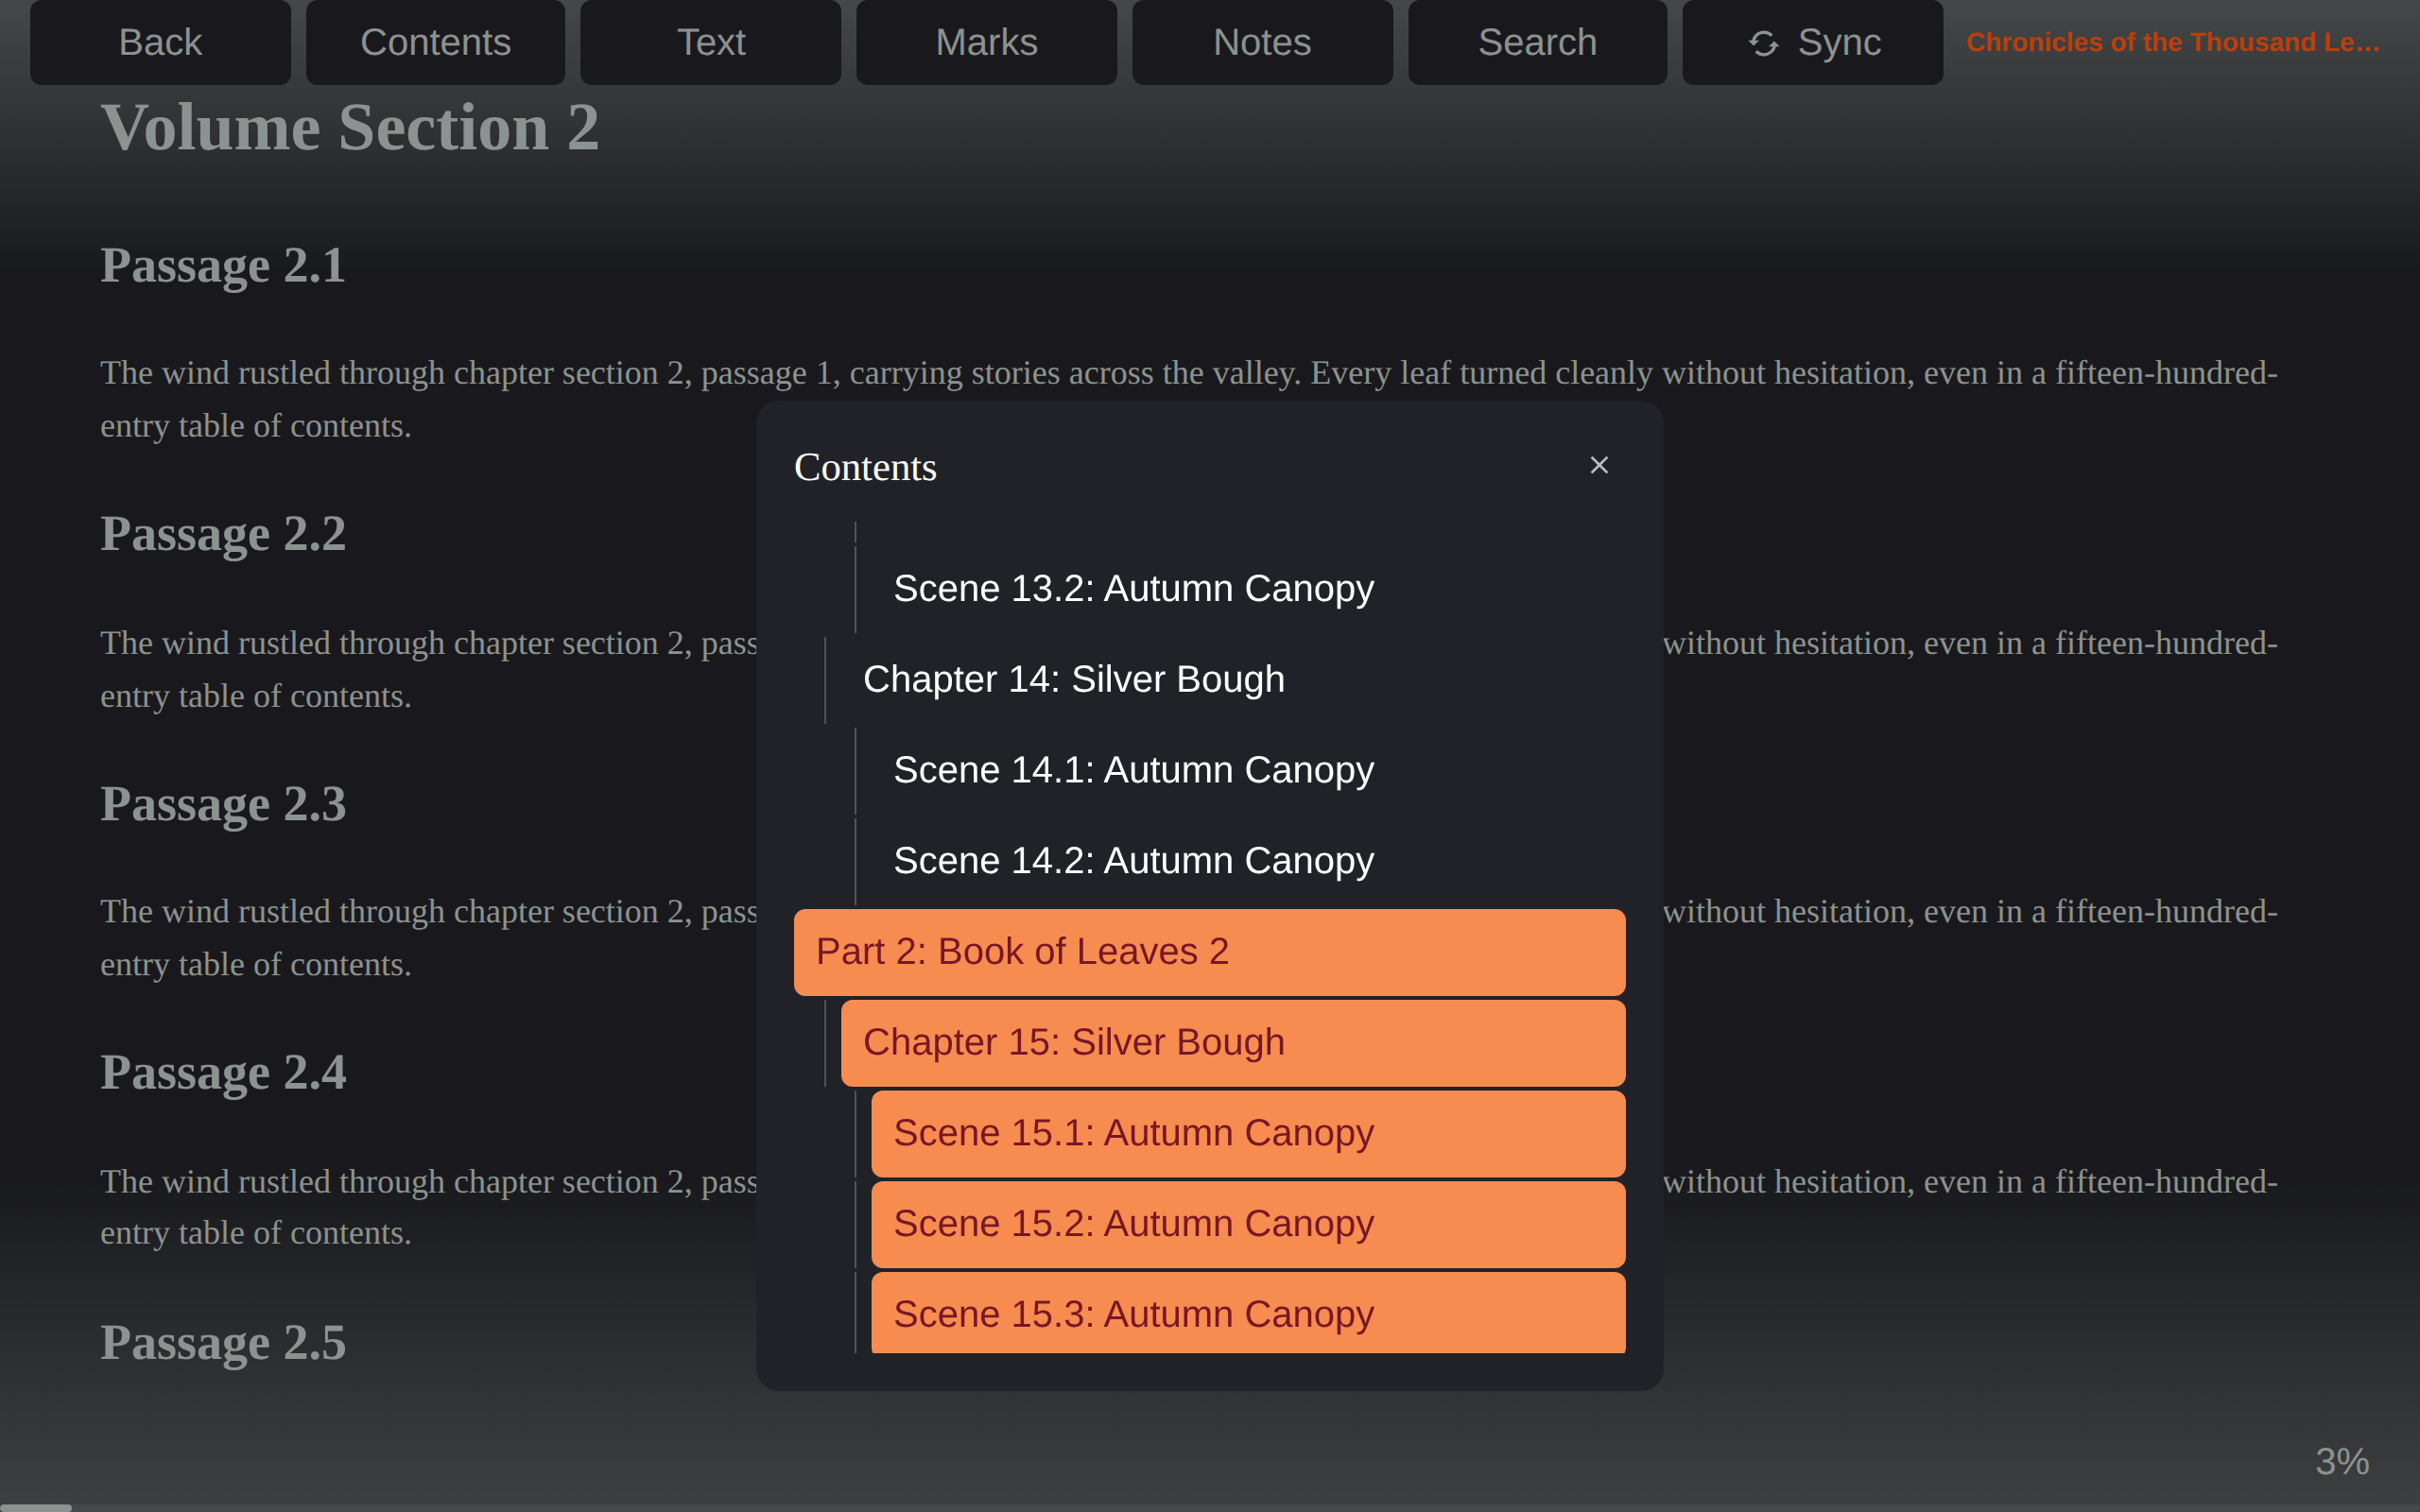 Back
Contents
Text
Marks
Notes
Search
Sync
Chronicles of the Thousand Le…
Volume Section 2
Passage 2.1
The wind rustled through chapter section 2, passage 1, carrying stories across the valley. Every leaf turned cleanly without hesitation, even in a fifteen-hundred-
entry table of contents.
Passage 2.2
The wind rustled through chapter section 2, pass
without hesitation, even in a fifteen-hundred-
entry table of contents.
Passage 2.3
The wind rustled through chapter section 2, pass
without hesitation, even in a fifteen-hundred-
entry table of contents.
Passage 2.4
The wind rustled through chapter section 2, pass
without hesitation, even in a fifteen-hundred-
entry table of contents.
Passage 2.5
Contents
Scene 13.2: Autumn Canopy
Chapter 14: Silver Bough
Scene 14.1: Autumn Canopy
Scene 14.2: Autumn Canopy
Part 2: Book of Leaves 2
Chapter 15: Silver Bough
Scene 15.1: Autumn Canopy
Scene 15.2: Autumn Canopy
Scene 15.3: Autumn Canopy
3%